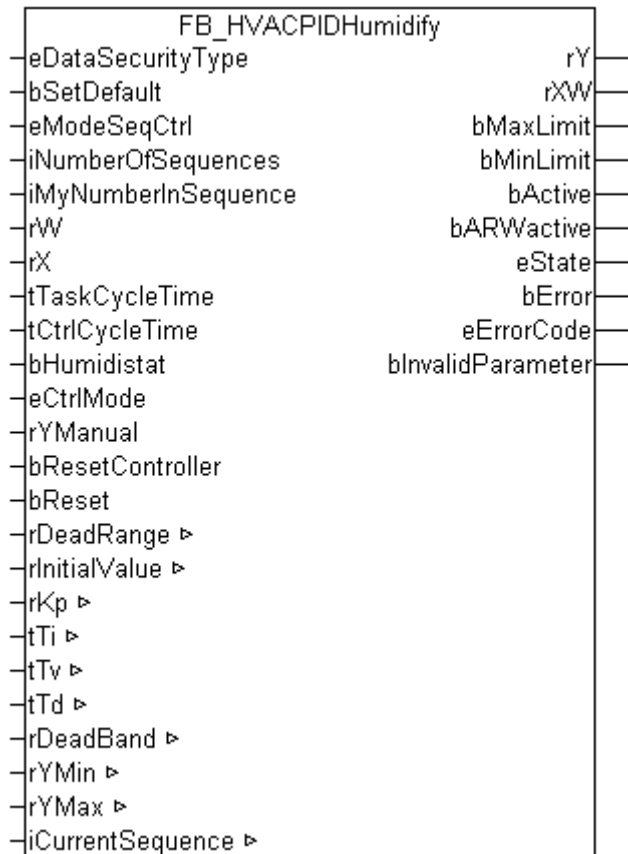 FB_HVACPIDHumidify
eDataSecurityType rY
bSetDefault rXW
eModeSeqCtrl bMaxLimit
iNumberOfSequences bMinLimit
iMyNumberInSequence bActive
rW bARWactive
rX eState
tTaskCycleTime bError
tCtrlCycleTime eErrorCode
bHumidistat bInvalidParameter
eCtrlMode
rYManual
bResetController
bReset
rDeadRange ▹
rInitialValue ▹
rKp ▹
tTi ▹
tTv ▹
tTd ▹
rDeadBand ▹
rYMin ▹
rYMax ▹
iCurrentSequence ▹